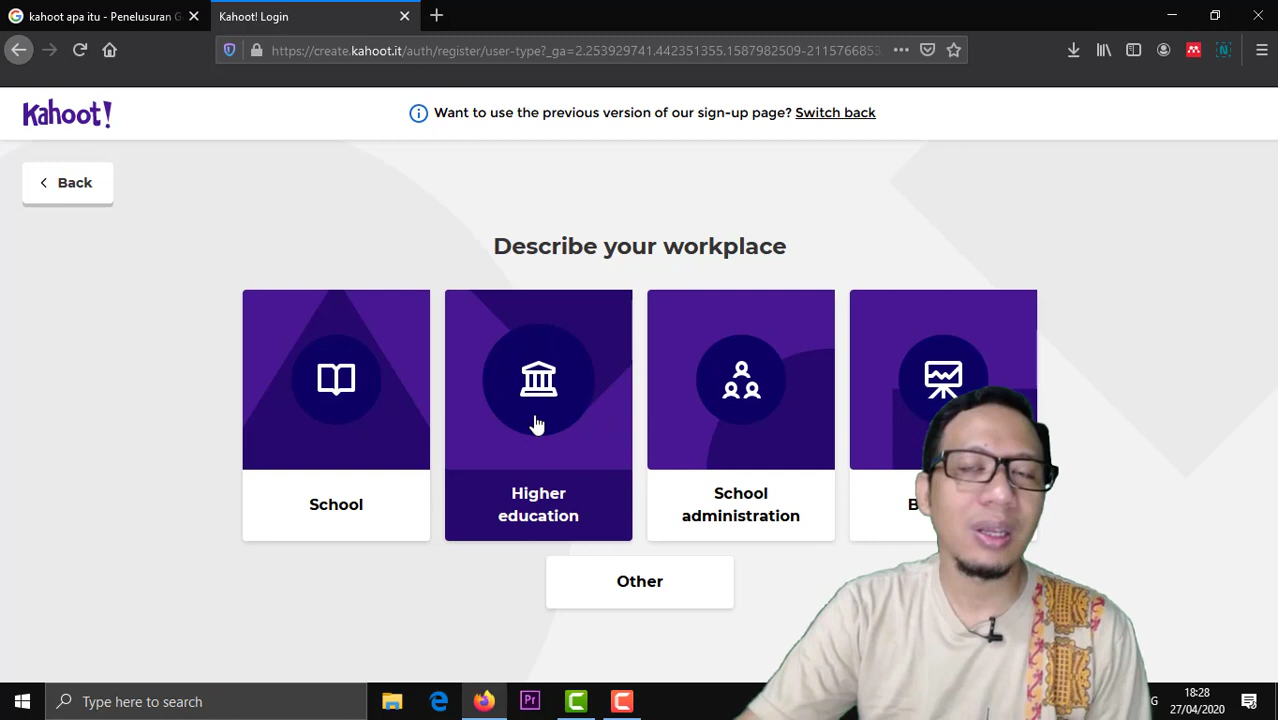 kahoot apa itu - Penelusuran G
Kahoot! Login
https://create.kahoot.it/auth/register/user-type?_ga=2.253929741.442351355.1587982509-2115766853
Kahoot!
Want to use the previous version of our sign-up page? Switch back
Back
Describe your workplace
School
Higher
education
School
administration
Other
Type here to search
18:28
27/04/2020